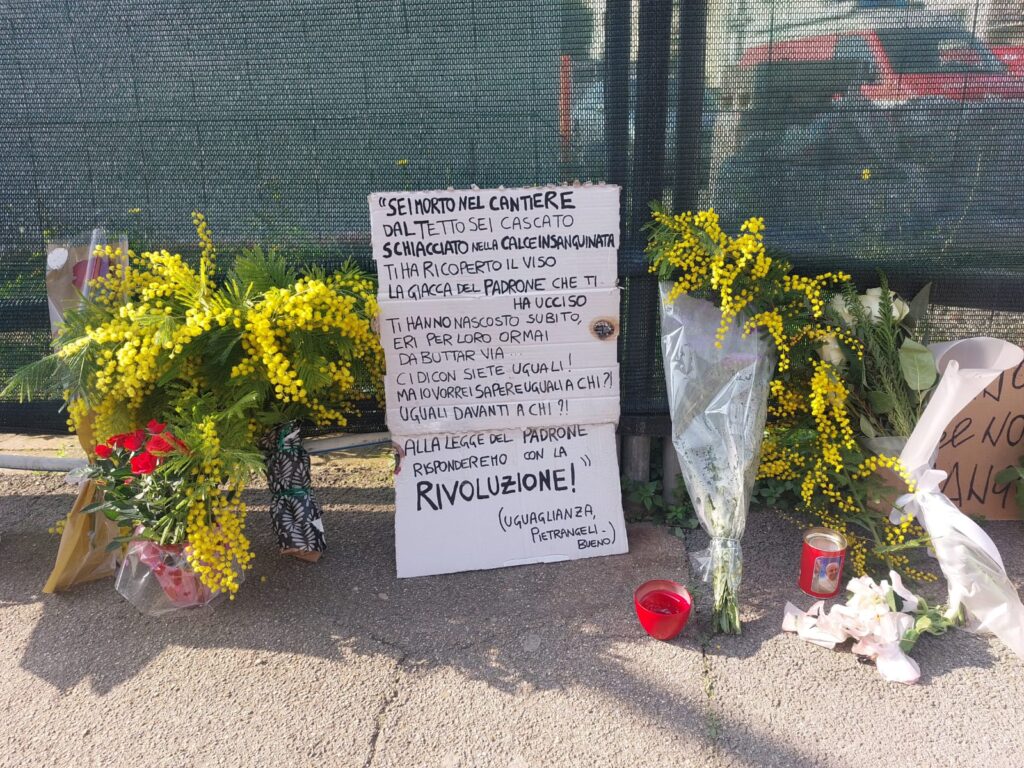 "SEI MORTO NEL CANTIERE
DAL TETTO SEI CASCATO
SCHIACCIATO NELLA CALCE INSANGUINATA
TI HA RICOPERTO IL VISO
LA GIACCA DEL PADRONE CHE TI
HA UCCISO
TI HANNO NASCOSTO SUBITO,
ERI PER LORO ORMAI
DA BUTTAR VIA...
CI DICON SIETE UGUALI!
MA IO VORREI SAPERE UGUALI A CHI?!
UGUALI DAVANTI A CHI?!
ALLA LEGGE DEL PADRONE
RISPONDEREMO CON LA
RIVOLUZIONE!"
(UGUAGLIANZA,
PIETRANGELI-
BUENO)
NO